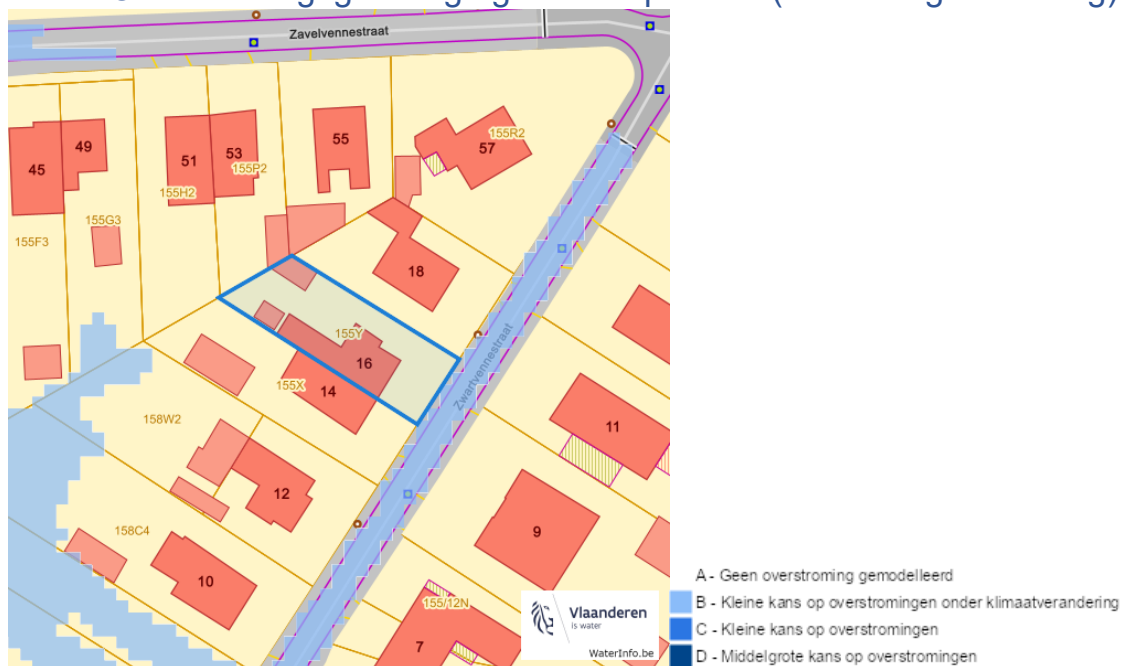 Zavelvennestraat
45
49
51
53
55
57
155R2
155P2
155H2
155G3
155F3
18
155Y
16
155X
14
Zwartvennestraat
158W2
11
12
9
158C4
10
155/12N
7
Vlaanderen
is water
WaterInfo.be
A - Geen overstroming gemodelleerd
B - Kleine kans op overstromingen onder klimaatverandering
C - Kleine kans op overstromingen
D - Middelgrote kans op overstromingen